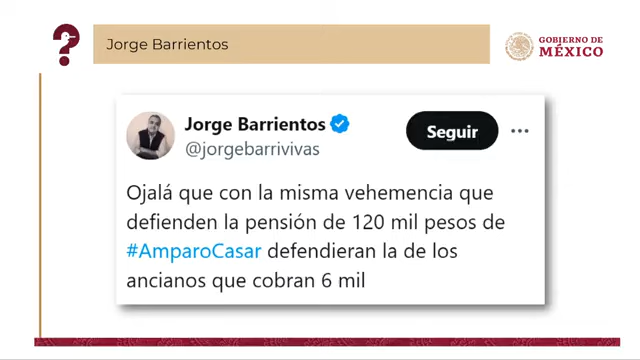 Jorge Barrientos
GOBIERNO DE
MÉXICO
Jorge Barrientos
@jorgebarrivivas
Seguir
Ojalá que con la misma vehemencia que
defienden la pensión de 120 mil pesos de
#AmparoCasar defendieran la de los
ancianos que cobran 6 mil